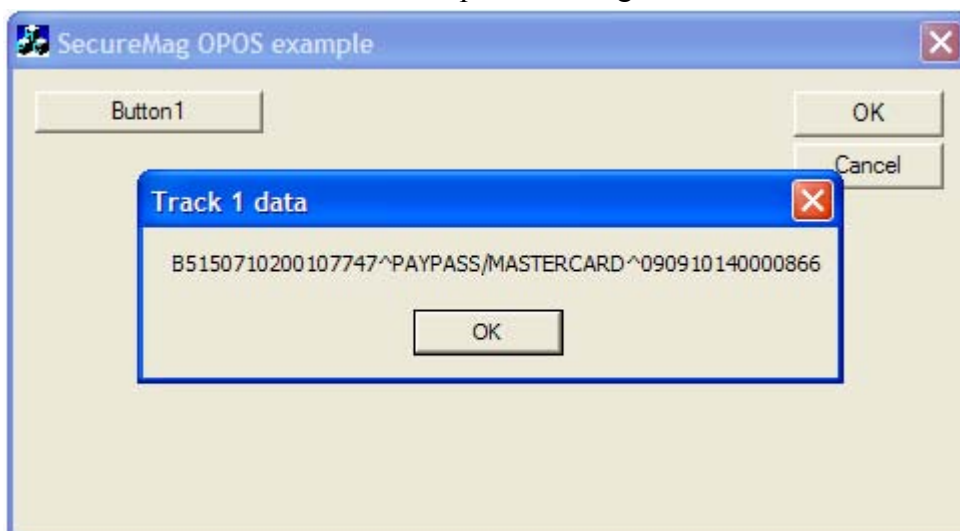 SecureMag OPOS example
Button1
OK
Cancel
Track 1 data
B5150710200107747^PAYPASS/MASTERCARD^090910140000866
OK